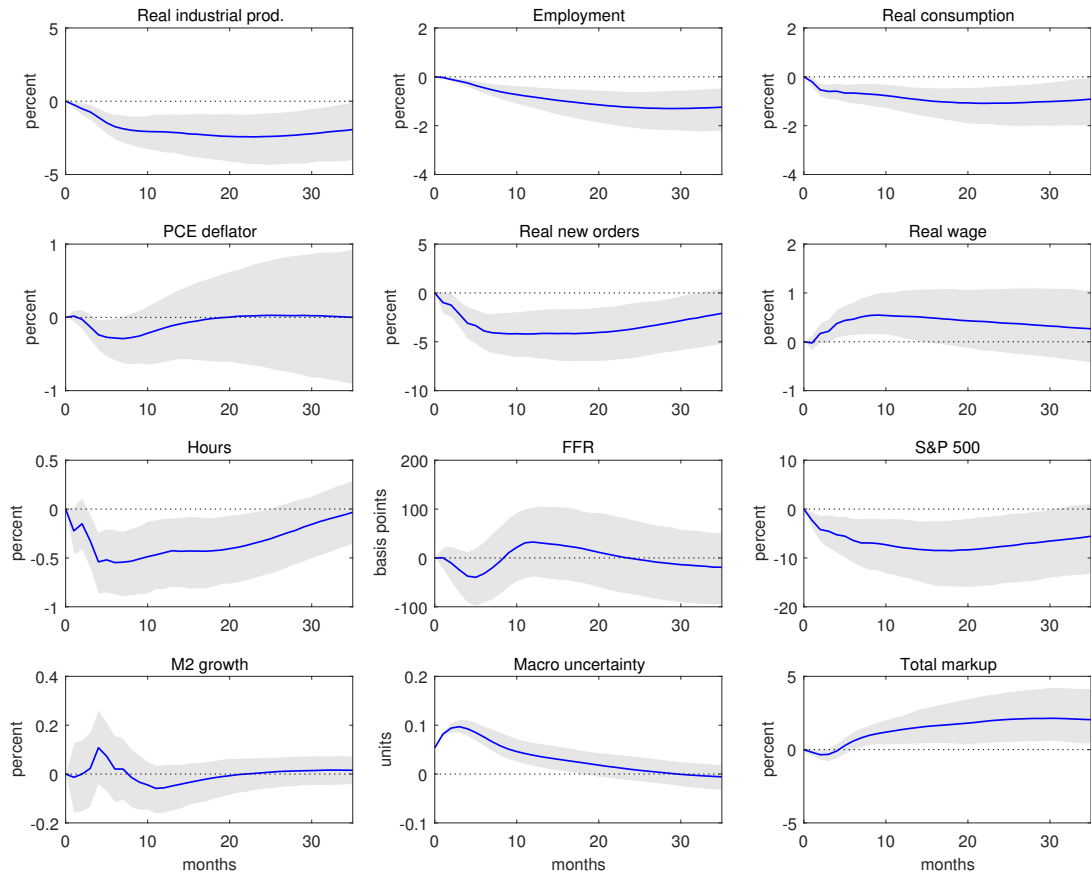 Real industrial prod.
percent
5
0
-5
0 10 20 30
Employment
percent
2
0
-2
-4
0 10 20 30
Real consumption
percent
2
0
-2
-4
0 10 20 30
PCE deflator
percent
1
0
-1
0 10 20 30
Real new orders
percent
5
0
-5
-10
0 10 20 30
Real wage
percent
2
1
0
-1
0 10 20 30
Hours
percent
0.5
0
-0.5
-1
0 10 20 30
FFR
basis points
200
100
0
-100
0 10 20 30
S&P 500
percent
10
0
-10
-20
0 10 20 30
M2 growth
percent
0.4
0.2
0
-0.2
0 10 20 30
months
Macro uncertainty
units
0.2
0.1
0
-0.1
0 10 20 30
months
Total markup
percent
5
0
-5
0 10 20 30
months